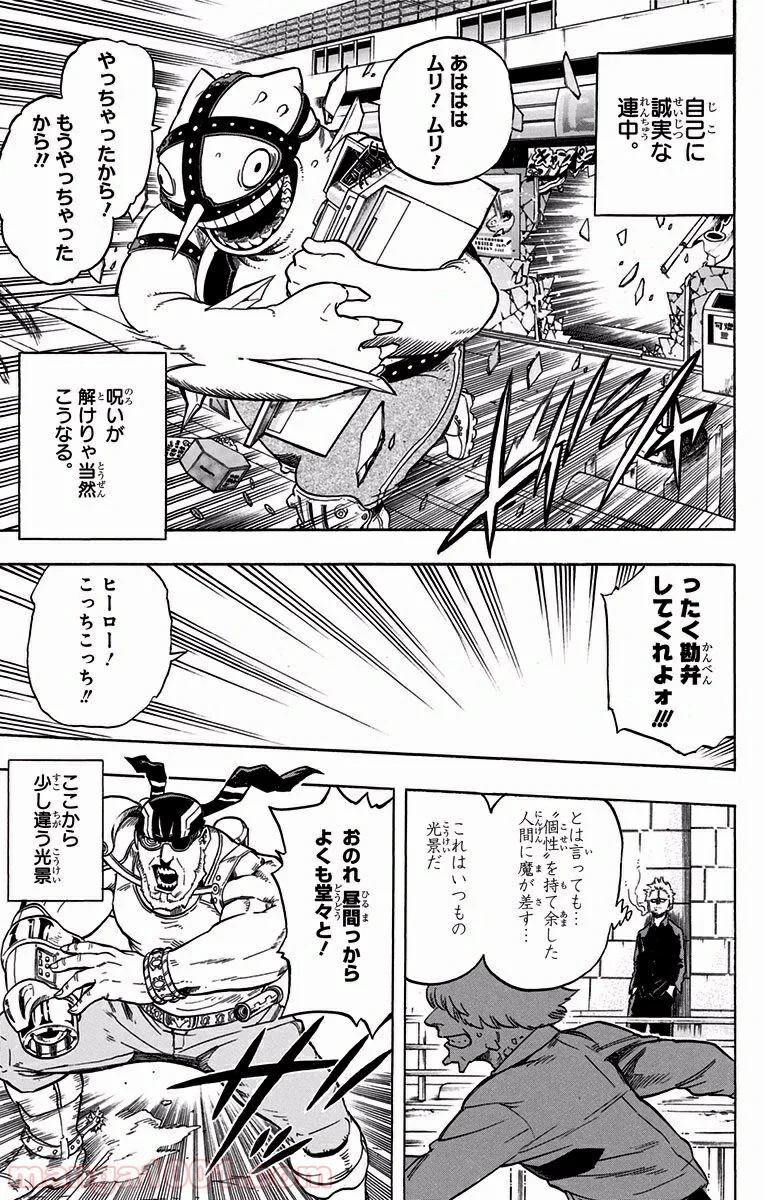 自己に
誠実な
連中。
あははは
ムリ！ムリ！
やっちゃったから！
もうやっちゃった
から!!
呪いが
解けりゃ当然
こうなる。
可燃
ったく勘弁
してくれよォ!!!
ヒーロー！
こっちこっち!!
とは言っても…
〝個性〟を持て余した
人間に魔が差す…
これはいつもの
光景だ
おのれ 昼間っから
よくも堂々と！
ここから
少し違う光景